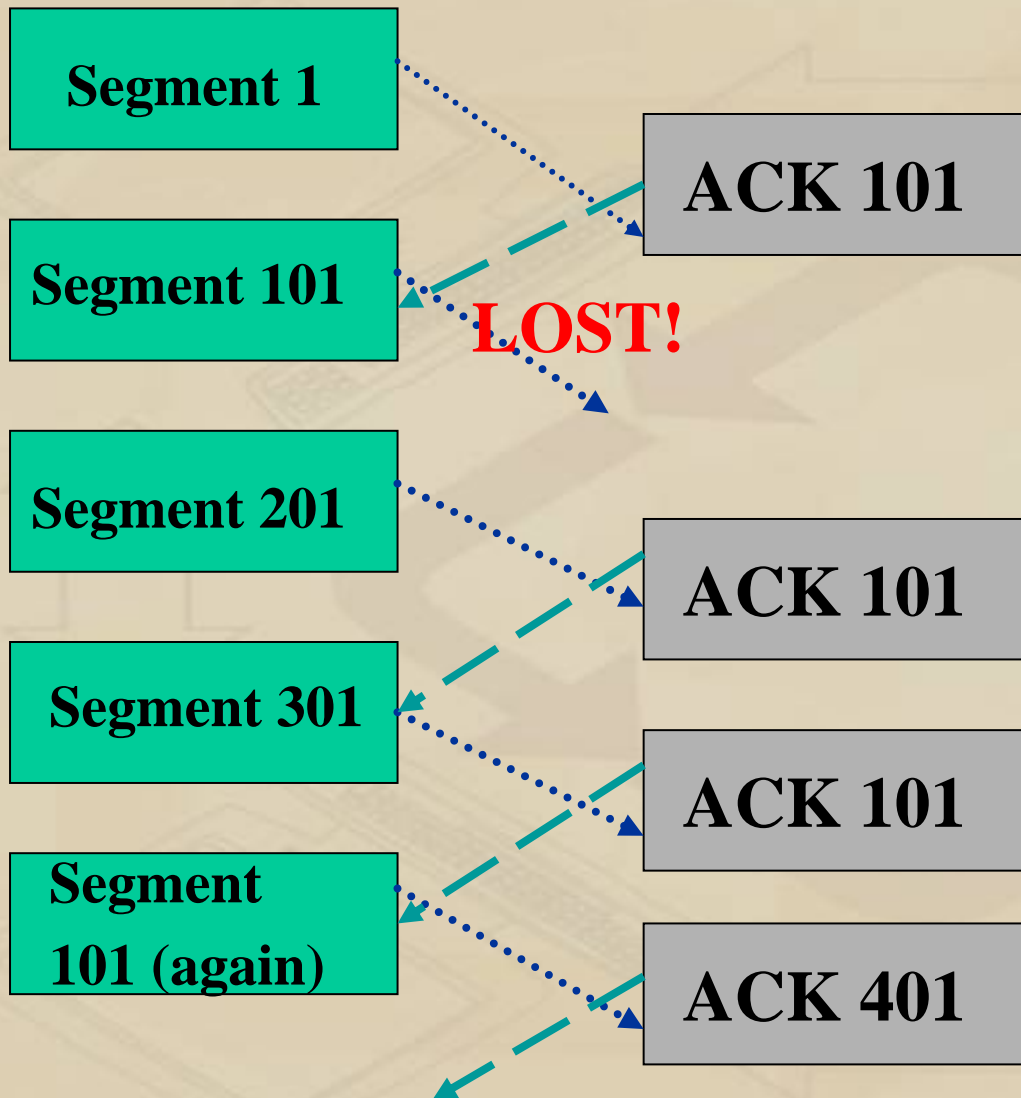 Segment 1
ACK 101
Segment 101
LOST!
Segment 201
ACK 101
Segment 301
ACK 101
Segment
101 (again)
ACK 401